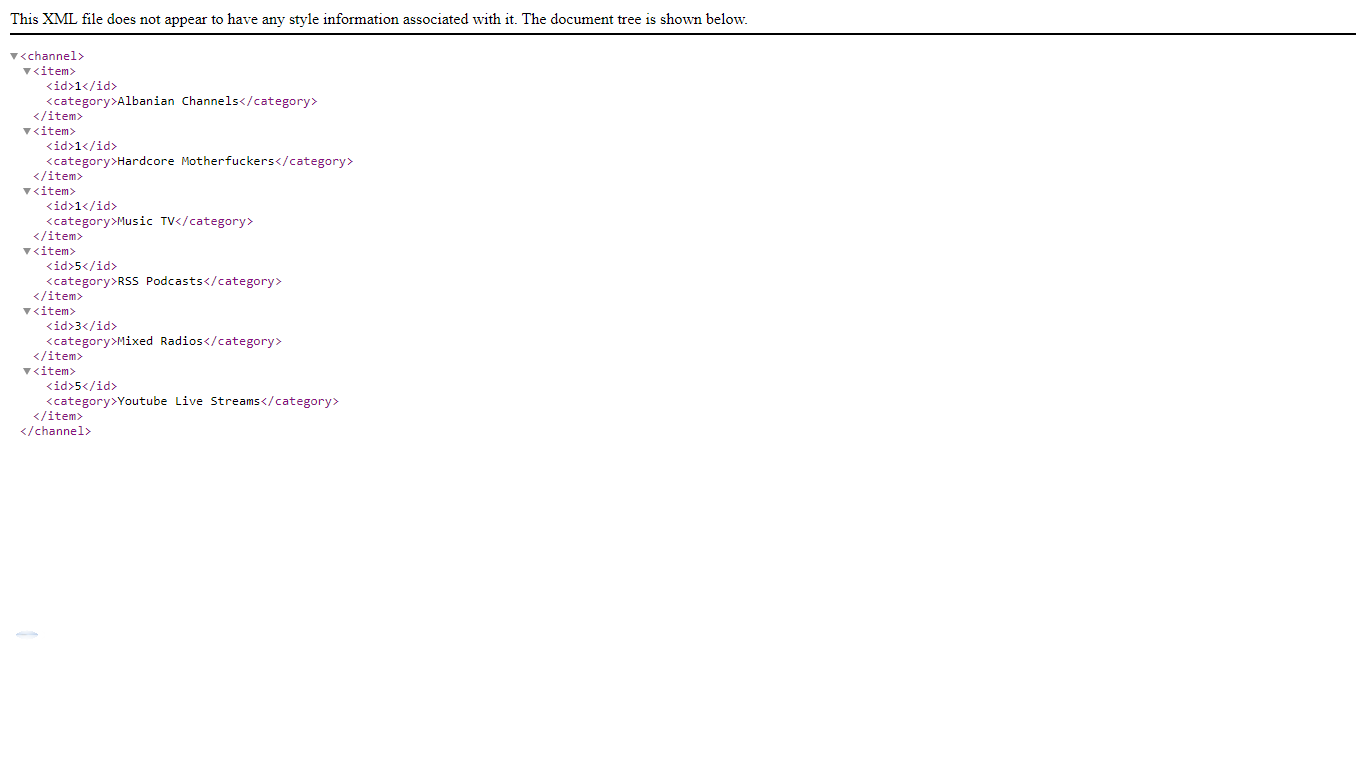 This XML file does not appear to have any style information associated with it. The document tree is shown below.
▼<channel>
▼<item>
<id>1</id>
<category>Albanian Channels</category>
</item>
▼<item>
<id>1</id>
<category>Hardcore Motherfuckers</category>
</item>
▼<item>
<id>1</id>
<category>Music TV</category>
</item>
▼<item>
<id>5</id>
<category>RSS Podcasts</category>
</item>
▼<item>
<id>3</id>
<category>Mixed Radios</category>
</item>
▼<item>
<id>5</id>
<category>Youtube Live Streams</category>
</item>
</channel>